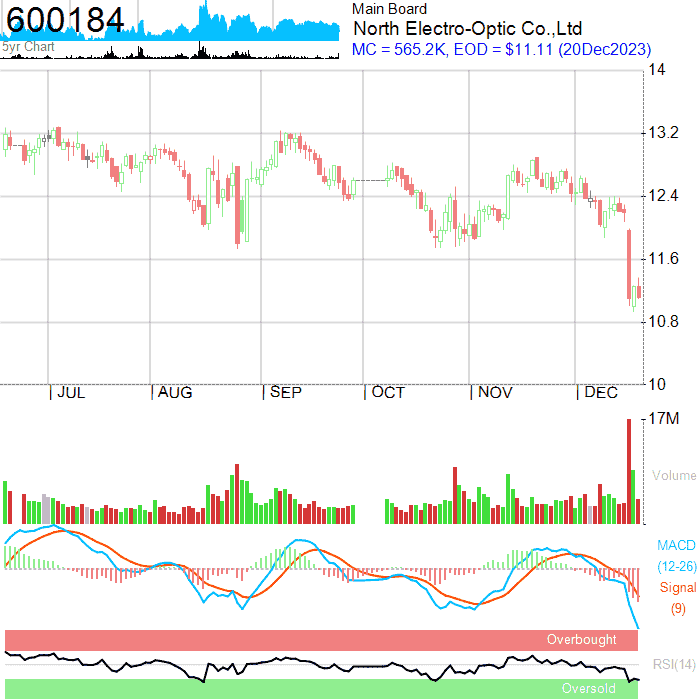 600184
5yr Chart
Main Board
North Electro-Optic Co.,Ltd
MC = 565.2K, EOD = $11.11 (20Dec2023)
14
13.2
12.4
11.6
10.8
10
JUL AUG SEP OCT NOV DEC
17M
Volume
MACD
(12-26)
Signal
(9)
Overbought
RSI(14)
Oversold